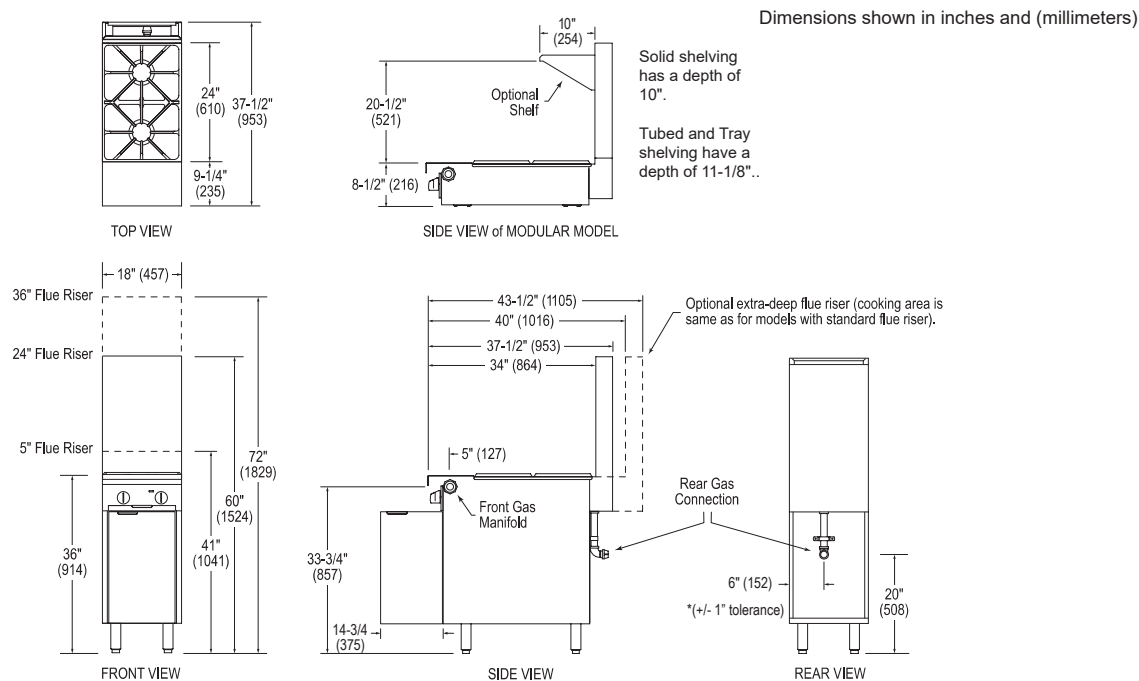 Dimensions shown in inches and (millimeters)
24"
(610)
37-1/2"
(953)
9-1/4"
(235)
TOP VIEW
10"
(254)
20-1/2"
(521)
Optional
Shelf
8-1/2" (216)
SIDE VIEW of MODULAR MODEL
Solid shelving
has a depth of
10".
Tubed and Tray
shelving have a
depth of 11-1/8"..
18" (457)
36" Flue Riser
24" Flue Riser
5" Flue Riser
72"
(1829)
60"
(1524)
41"
(1041)
36"
(914)
FRONT VIEW
43-1/2" (1105)
40" (1016)
37-1/2" (953)
34" (864)
Optional extra-deep flue riser (cooking area is
same as for models with standard flue riser).
5" (127)
Front Gas
Manifold
33-3/4"
(857)
14-3/4
(375)
SIDE VIEW
Rear Gas
Connection
6" (152)
*(+/- 1" tolerance)
20"
(508)
REAR VIEW